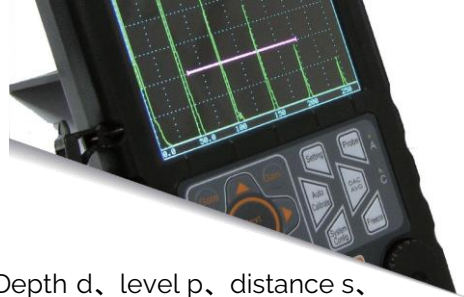 0.0 50.0 100 150 200 250
Gain
Setting
Probe
Auto
Calibrate
DAC
AVG
System
Config
Freeze
A
C
Depth d、level p、distance s、